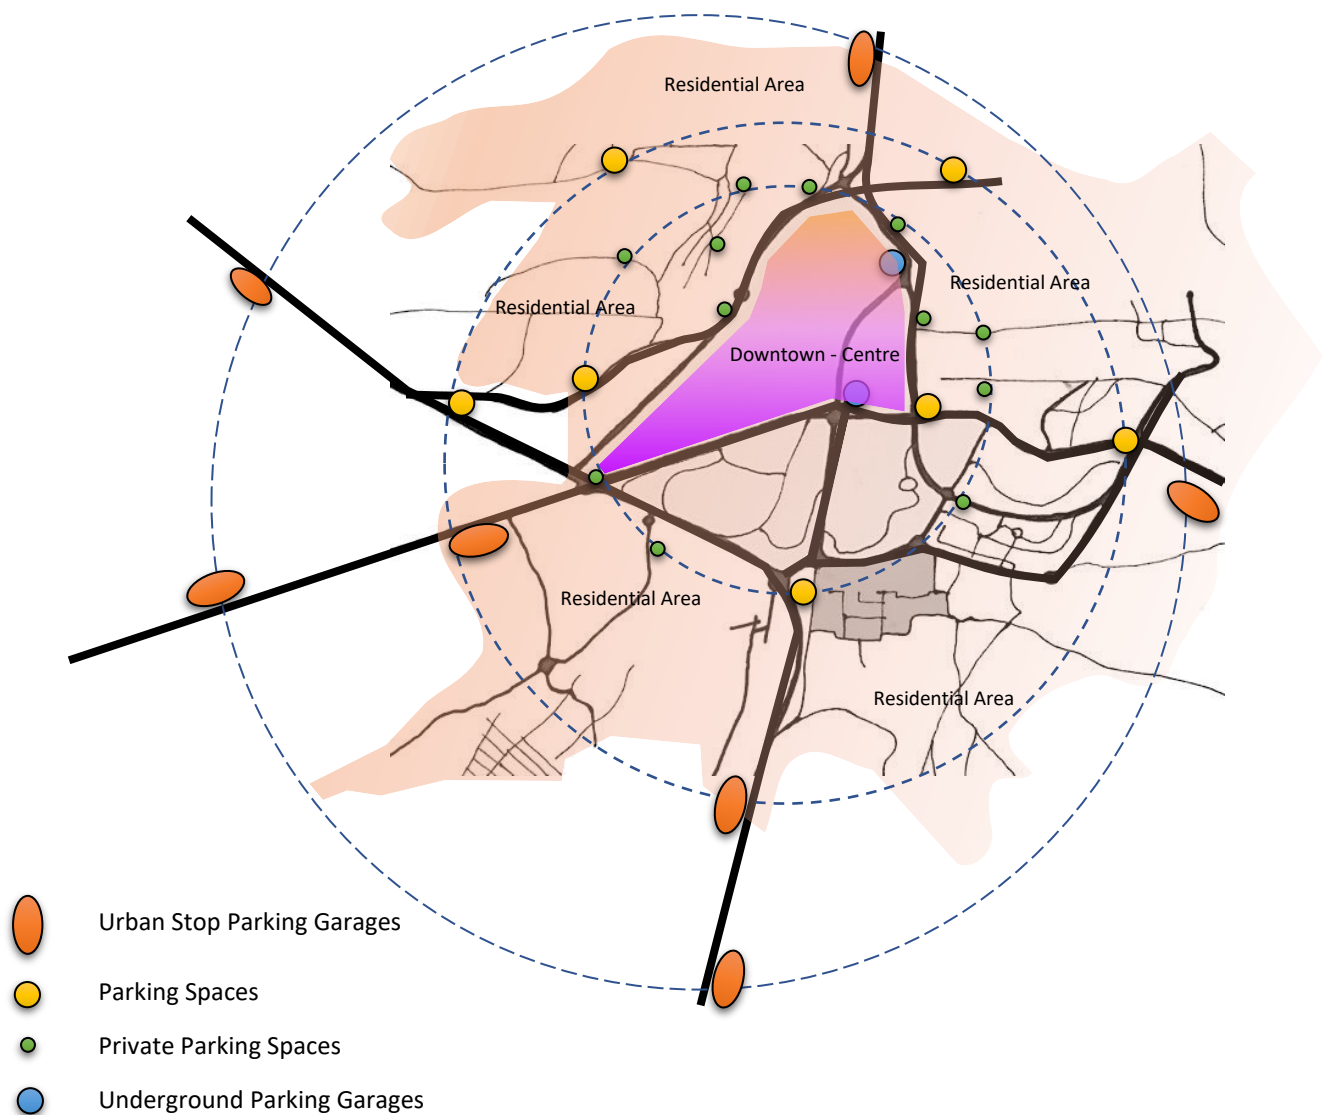 Residential Area
Residential Area
Residential Area
Downtown - Centre
Residential Area
Residential Area
Urban Stop Parking Garages
Parking Spaces
Private Parking Spaces
Underground Parking Garages